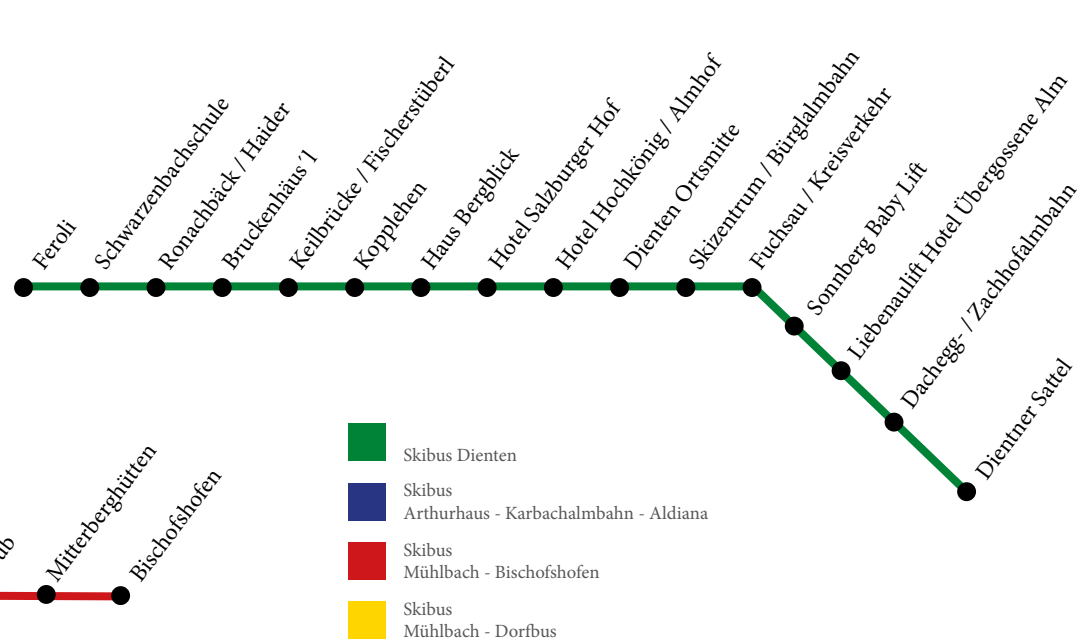 Feroli
Schwarzenbachschule
Ronachbäck / Haider
Bruckenhäus´l
Keilbrücke / Fischerstüberl
Kopplehen
Haus Bergblick
Hotel Salzburger Hof
Hotel Hochkönig / Almhof
Dienten Ortsmitte
Skizentrum / Bürglalmbahn
Fuchsau / Kreisverkehr
Sonnberg Baby Lift
Liebenaulift Hotel Übergossene Alm
Dachegg- / Zachhofalmbahn
Dientner Sattel
Mitterberghütten
Bischofshofen
Skibus Dienten
Skibus
Arthurhaus - Karbachalmbahn - Aldiana
Skibus
Mühlbach - Bischofshofen
Skibus
Mühlbach - Dorfbus